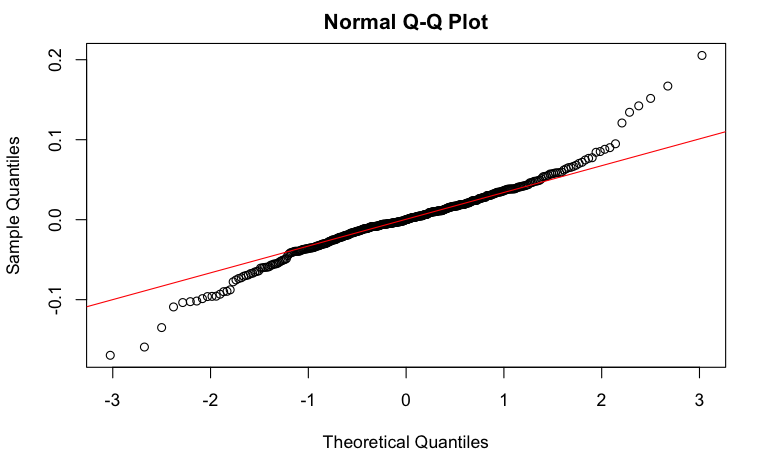 Normal Q-Q Plot
Sample Quantiles
0.2
0.1
0.0
-0.1
-3 -2 -1 0 1 2 3
Theoretical Quantiles